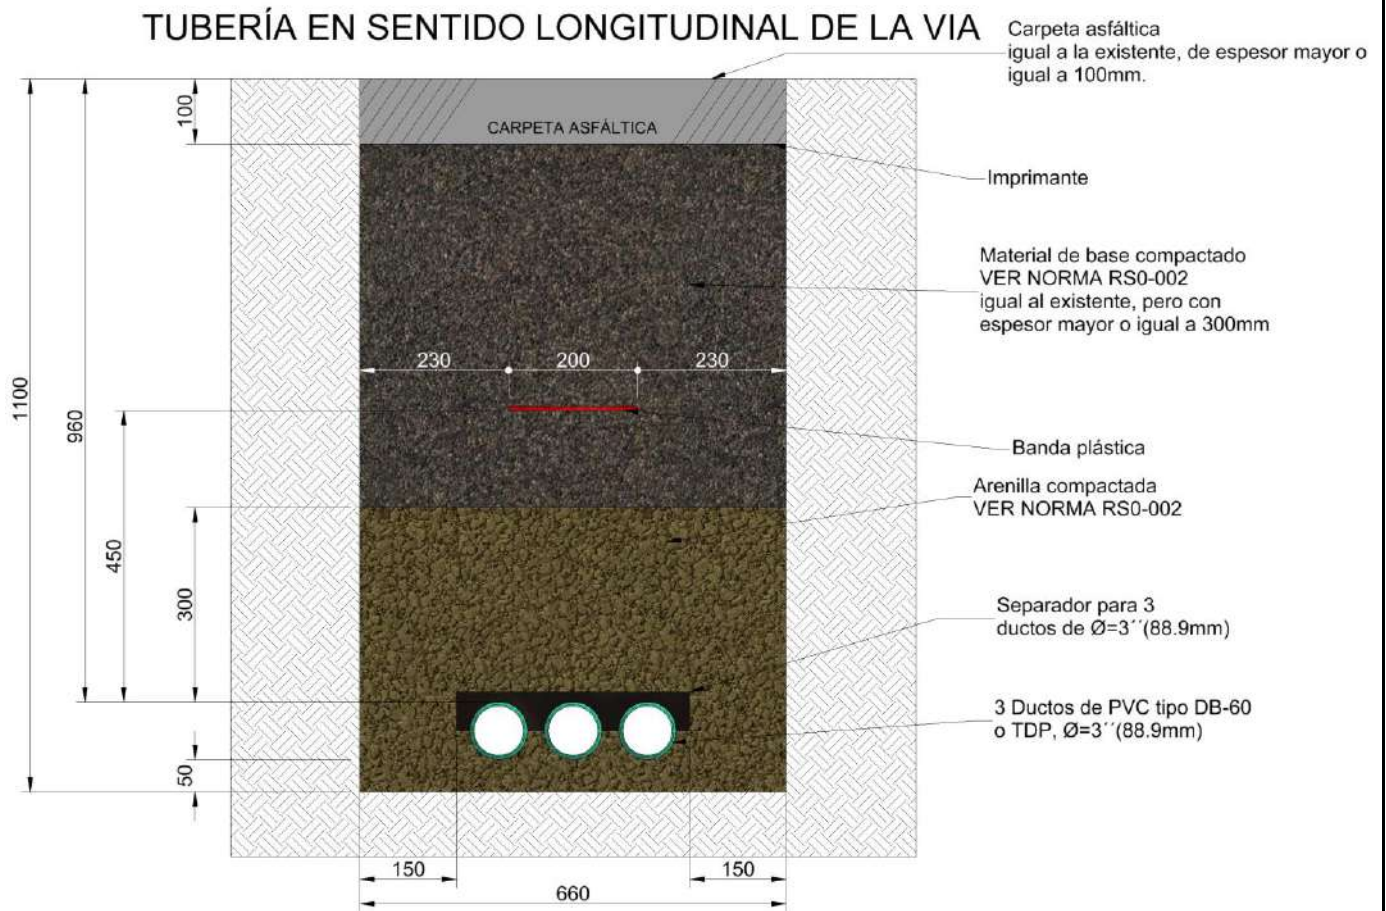 TUBERÍA EN SENTIDO LONGITUDINAL DE LA VIA
Carpeta asfáltica
igual a la existente, de espesor mayor o
igual a 100mm.
100
CARPETA ASFÁLTICA
Imprimante
Material de base compactado
VER NORMA RS0-002
igual al existente, pero con
espesor mayor o igual a 300mm
230
200
230
1100
960
Banda plástica
Arenilla compactada
VER NORMA RS0-002
450
300
Separador para 3
ductos de Ø=3´´(88.9mm)
3 Ductos de PVC tipo DB-60
o TDP, Ø=3´´(88.9mm)
50
150
150
660